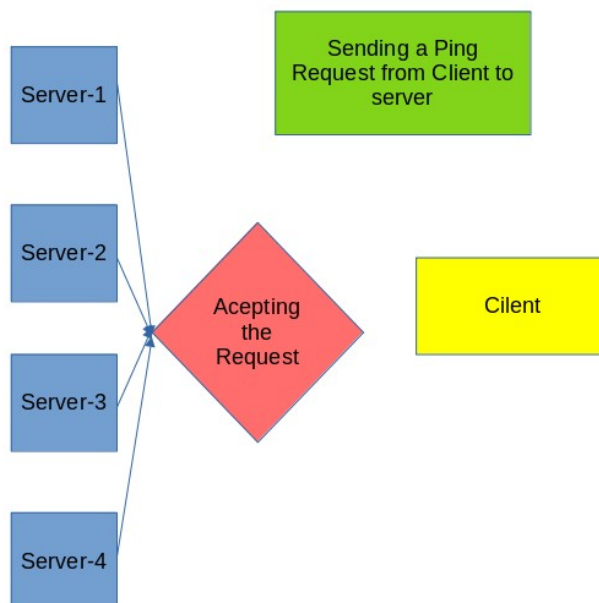 Server-1
Sending a Ping
Request from Client to
server
Server-2
Acepting
the
Request
Cilent
Server-3
Server-4